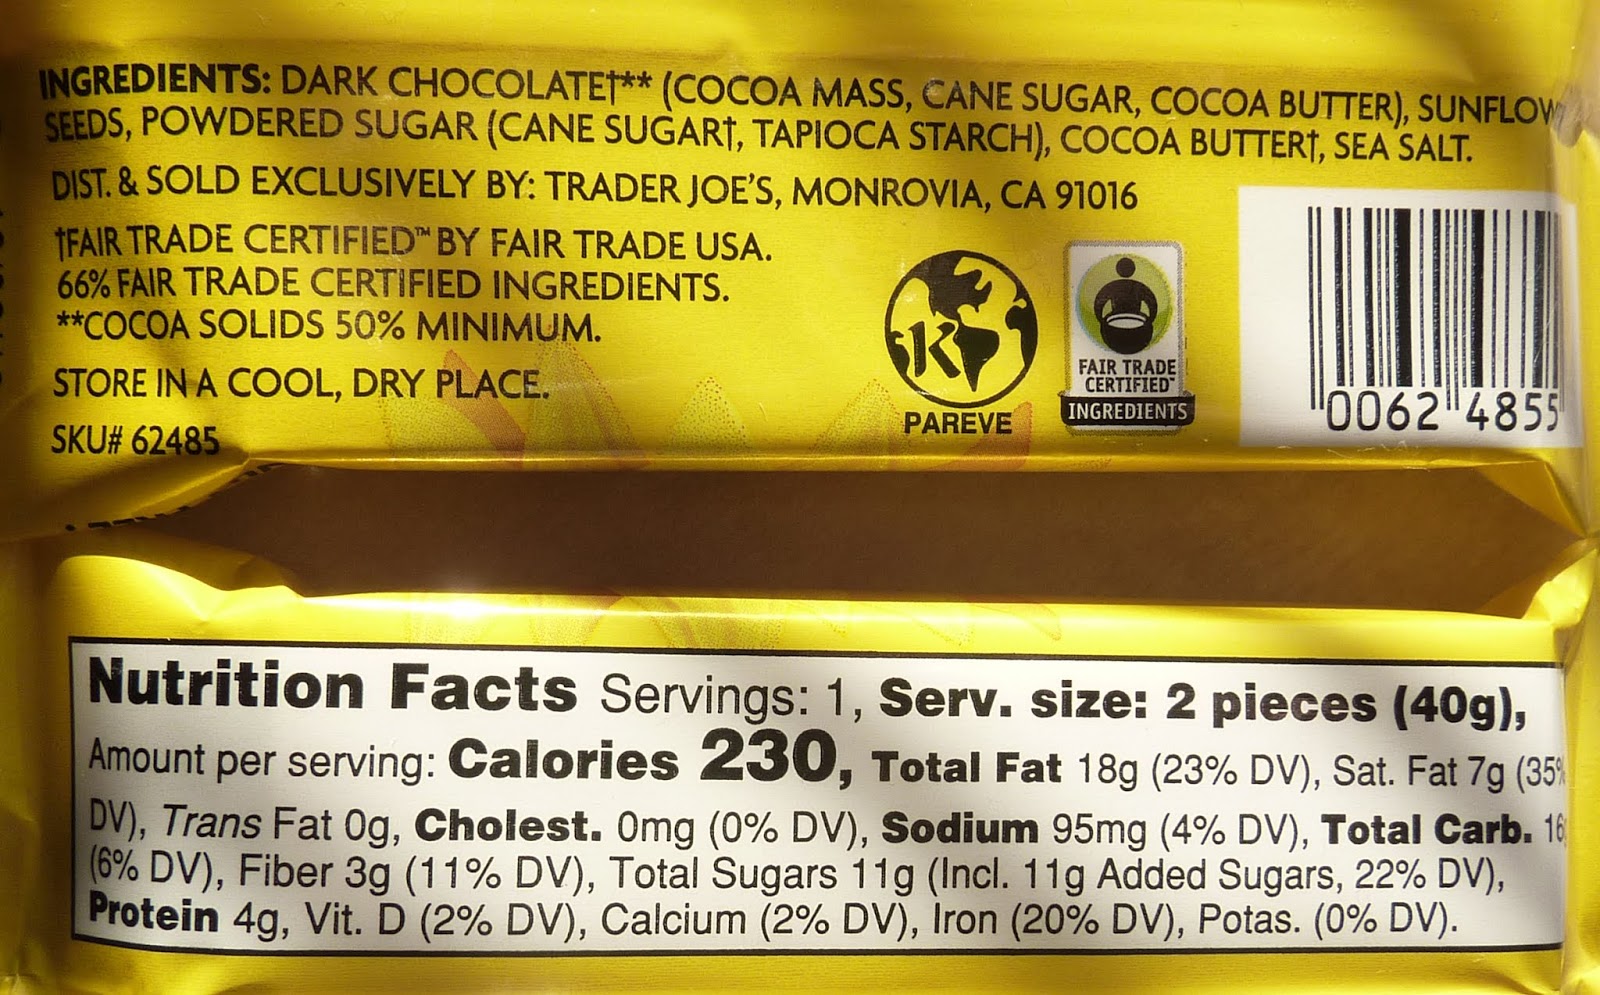 INGREDIENTS: DARK CHOCOLATE†** (COCOA MASS, CANE SUGAR, COCOA BUTTER), SUNFLOW
SEEDS, POWDERED SUGAR (CANE SUGAR†, TAPIOCA STARCH), COCOA BUTTER†, SEA SALT.
DIST. & SOLD EXCLUSIVELY BY: TRADER JOE'S, MONROVIA, CA 91016
†FAIR TRADE CERTIFIED™ BY FAIR TRADE USA.
66% FAIR TRADE CERTIFIED INGREDIENTS.
**COCOA SOLIDS 50% MINIMUM.
STORE IN A COOL, DRY PLACE.
SKU# 62485
K
PAREVE
FAIR TRADE
CERTIFIED™
INGREDIENTS
0062 4855
Nutrition Facts Servings: 1, Serv. size: 2 pieces (40g),
Amount per serving: Calories 230, Total Fat 18g (23% DV), Sat. Fat 7g (35%
DV), Trans Fat 0g, Cholest. 0mg (0% DV), Sodium 95mg (4% DV), Total Carb. 16g
(6% DV), Fiber 3g (11% DV), Total Sugars 11g (Incl. 11g Added Sugars, 22% DV),
Protein 4g, Vit. D (2% DV), Calcium (2% DV), Iron (20% DV), Potas. (0% DV).